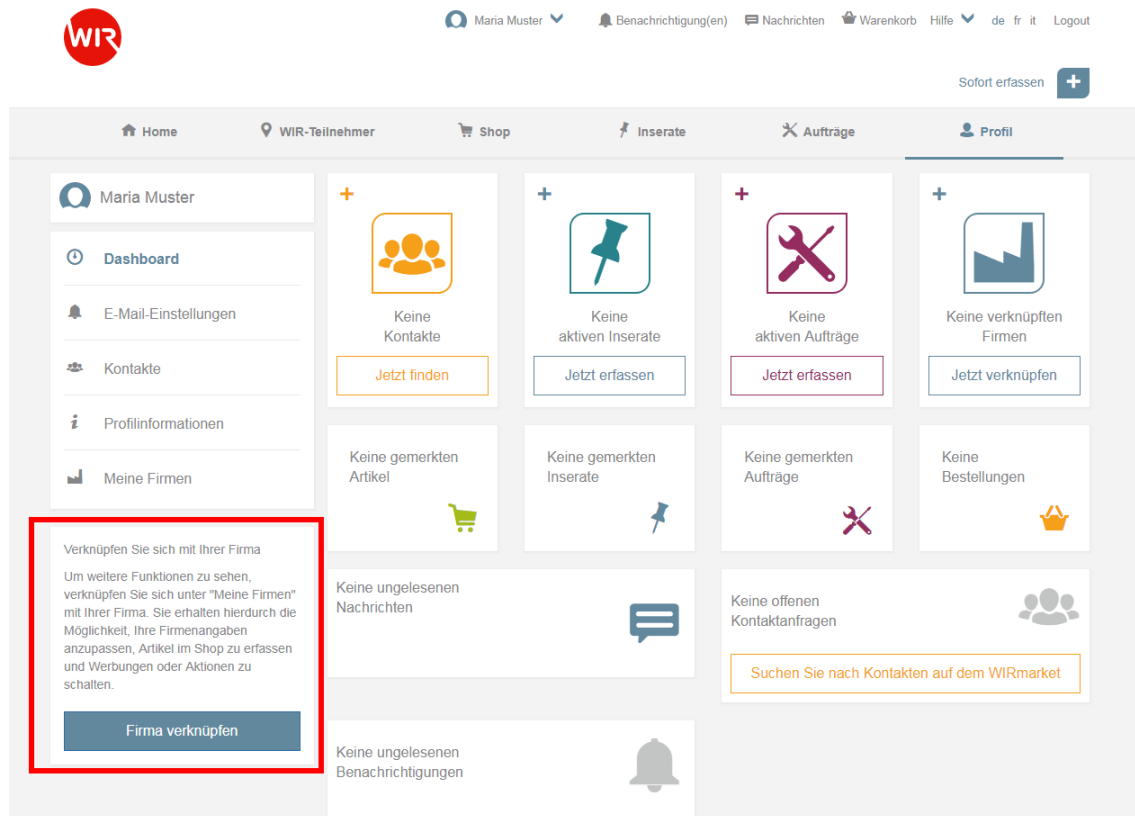 WIR
Maria Muster
Benachrichtigung(en)
Nachrichten
Warenkorb
Hilfe
de fr it
Logout
Sofort erfassen
Home
WIR-Teilnehmer
Shop
Inserate
Aufträge
Profil
Maria Muster
Dashboard
E-Mail-Einstellungen
Kontakte
Profilinformationen
Meine Firmen
Verknüpfen Sie sich mit Ihrer Firma
Um weitere Funktionen zu sehen,
verknüpfen Sie sich unter "Meine Firmen"
mit Ihrer Firma. Sie erhalten hierdurch die
Möglichkeit, Ihre Firmenangaben
anzupassen, Artikel im Shop zu erfassen
und Werbungen oder Aktionen zu
schalten.
Firma verknüpfen
Keine
Kontakte
Jetzt finden
Keine
aktiven Inserate
Jetzt erfassen
Keine
aktiven Aufträge
Jetzt erfassen
Keine verknüpften
Firmen
Jetzt verknüpfen
Keine gemerkten
Artikel
Keine gemerkten
Inserate
Keine gemerkten
Aufträge
Keine
Bestellungen
Keine ungelesenen
Nachrichten
Keine offenen
Kontaktanfragen
Suchen Sie nach Kontakten auf dem WIRmarket
Keine ungelesenen
Benachrichtigungen